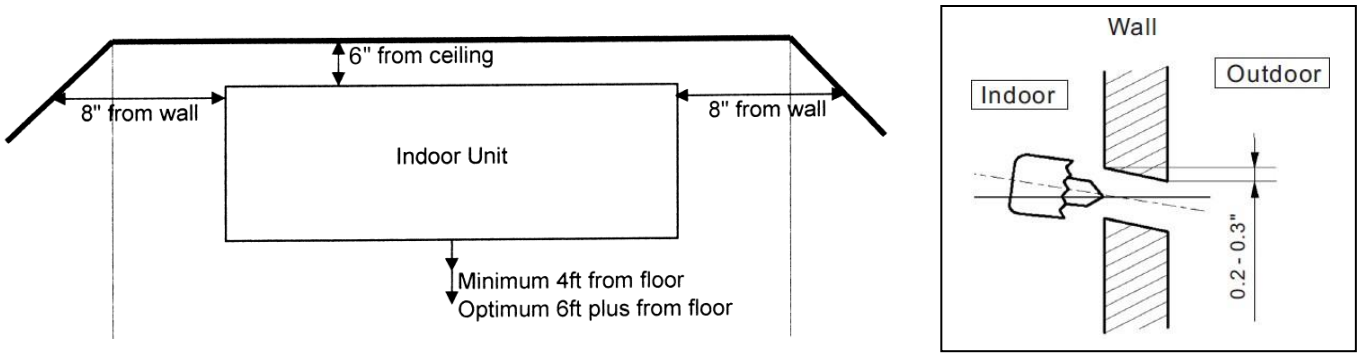 6" from ceiling
8" from wall
8" from wall
Indoor Unit
Minimum 4ft from floor
Optimum 6ft plus from floor
Wall
Indoor
Outdoor
0.2 - 0.3"